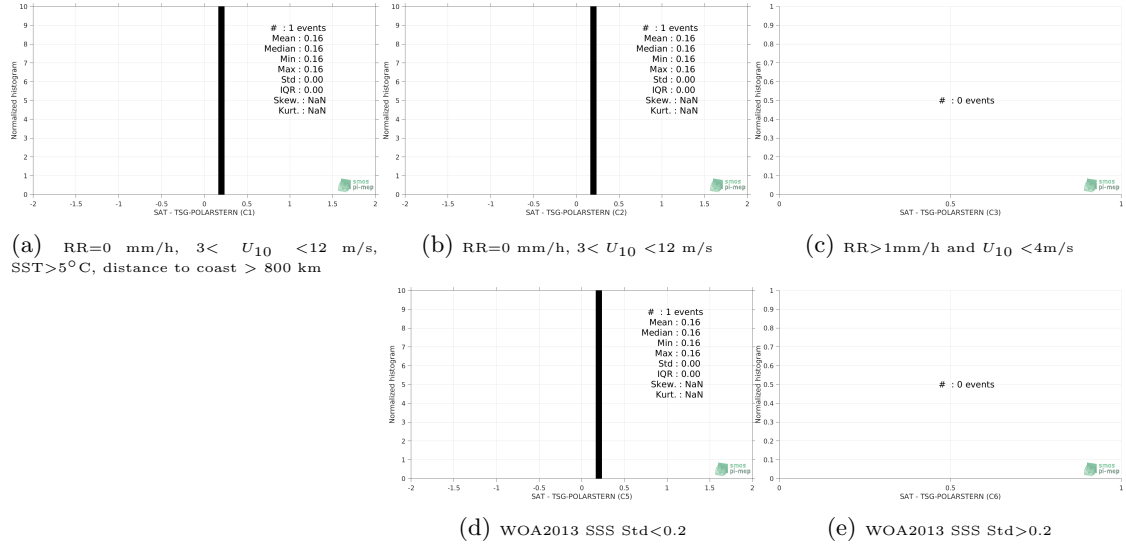 10
9
8
7
6
5
4
3
2
1
0
Normalized histogram
# : 1 events
Mean : 0.16
Median : 0.16
Min : 0.16
Max : 0.16
Std : 0.00
IQR : 0.00
Skew. : NaN
Kurt. : NaN
smos
pi-mep
-2 -1.5 -1 -0.5 0 0.5 1 1.5 2
SAT - TSG-POLARSTERN (C1)
(a) RR=0 mm/h, 3< U10 <12 m/s,
SST>5°C, distance to coast > 800 km
10
9
8
7
6
5
4
3
2
1
0
Normalized histogram
# : 1 events
Mean : 0.16
Median : 0.16
Min : 0.16
Max : 0.16
Std : 0.00
IQR : 0.00
Skew. : NaN
Kurt. : NaN
smos
pi-mep
-2 -1.5 -1 -0.5 0 0.5 1 1.5 2
SAT - TSG-POLARSTERN (C2)
(b) RR=0 mm/h, 3< U10 <12 m/s
1
0.9
0.8
0.7
0.6
0.5
0.4
0.3
0.2
0.1
0
Normalized histogram
# : 0 events
smos
pi-mep
0 0.5 1
SAT - TSG-POLARSTERN (C3)
(c) RR>1mm/h and U10 <4m/s
10
9
8
7
6
5
4
3
2
1
0
Normalized histogram
# : 1 events
Mean : 0.16
Median : 0.16
Min : 0.16
Max : 0.16
Std : 0.00
IQR : 0.00
Skew. : NaN
Kurt. : NaN
smos
pi-mep
-2 -1.5 -1 -0.5 0 0.5 1 1.5 2
SAT - TSG-POLARSTERN (C5)
(d) WOA2013 SSS Std<0.2
1
0.9
0.8
0.7
0.6
0.5
0.4
0.3
0.2
0.1
0
Normalized histogram
# : 0 events
smos
pi-mep
0 0.5 1
SAT - TSG-POLARSTERN (C6)
(e) WOA2013 SSS Std>0.2